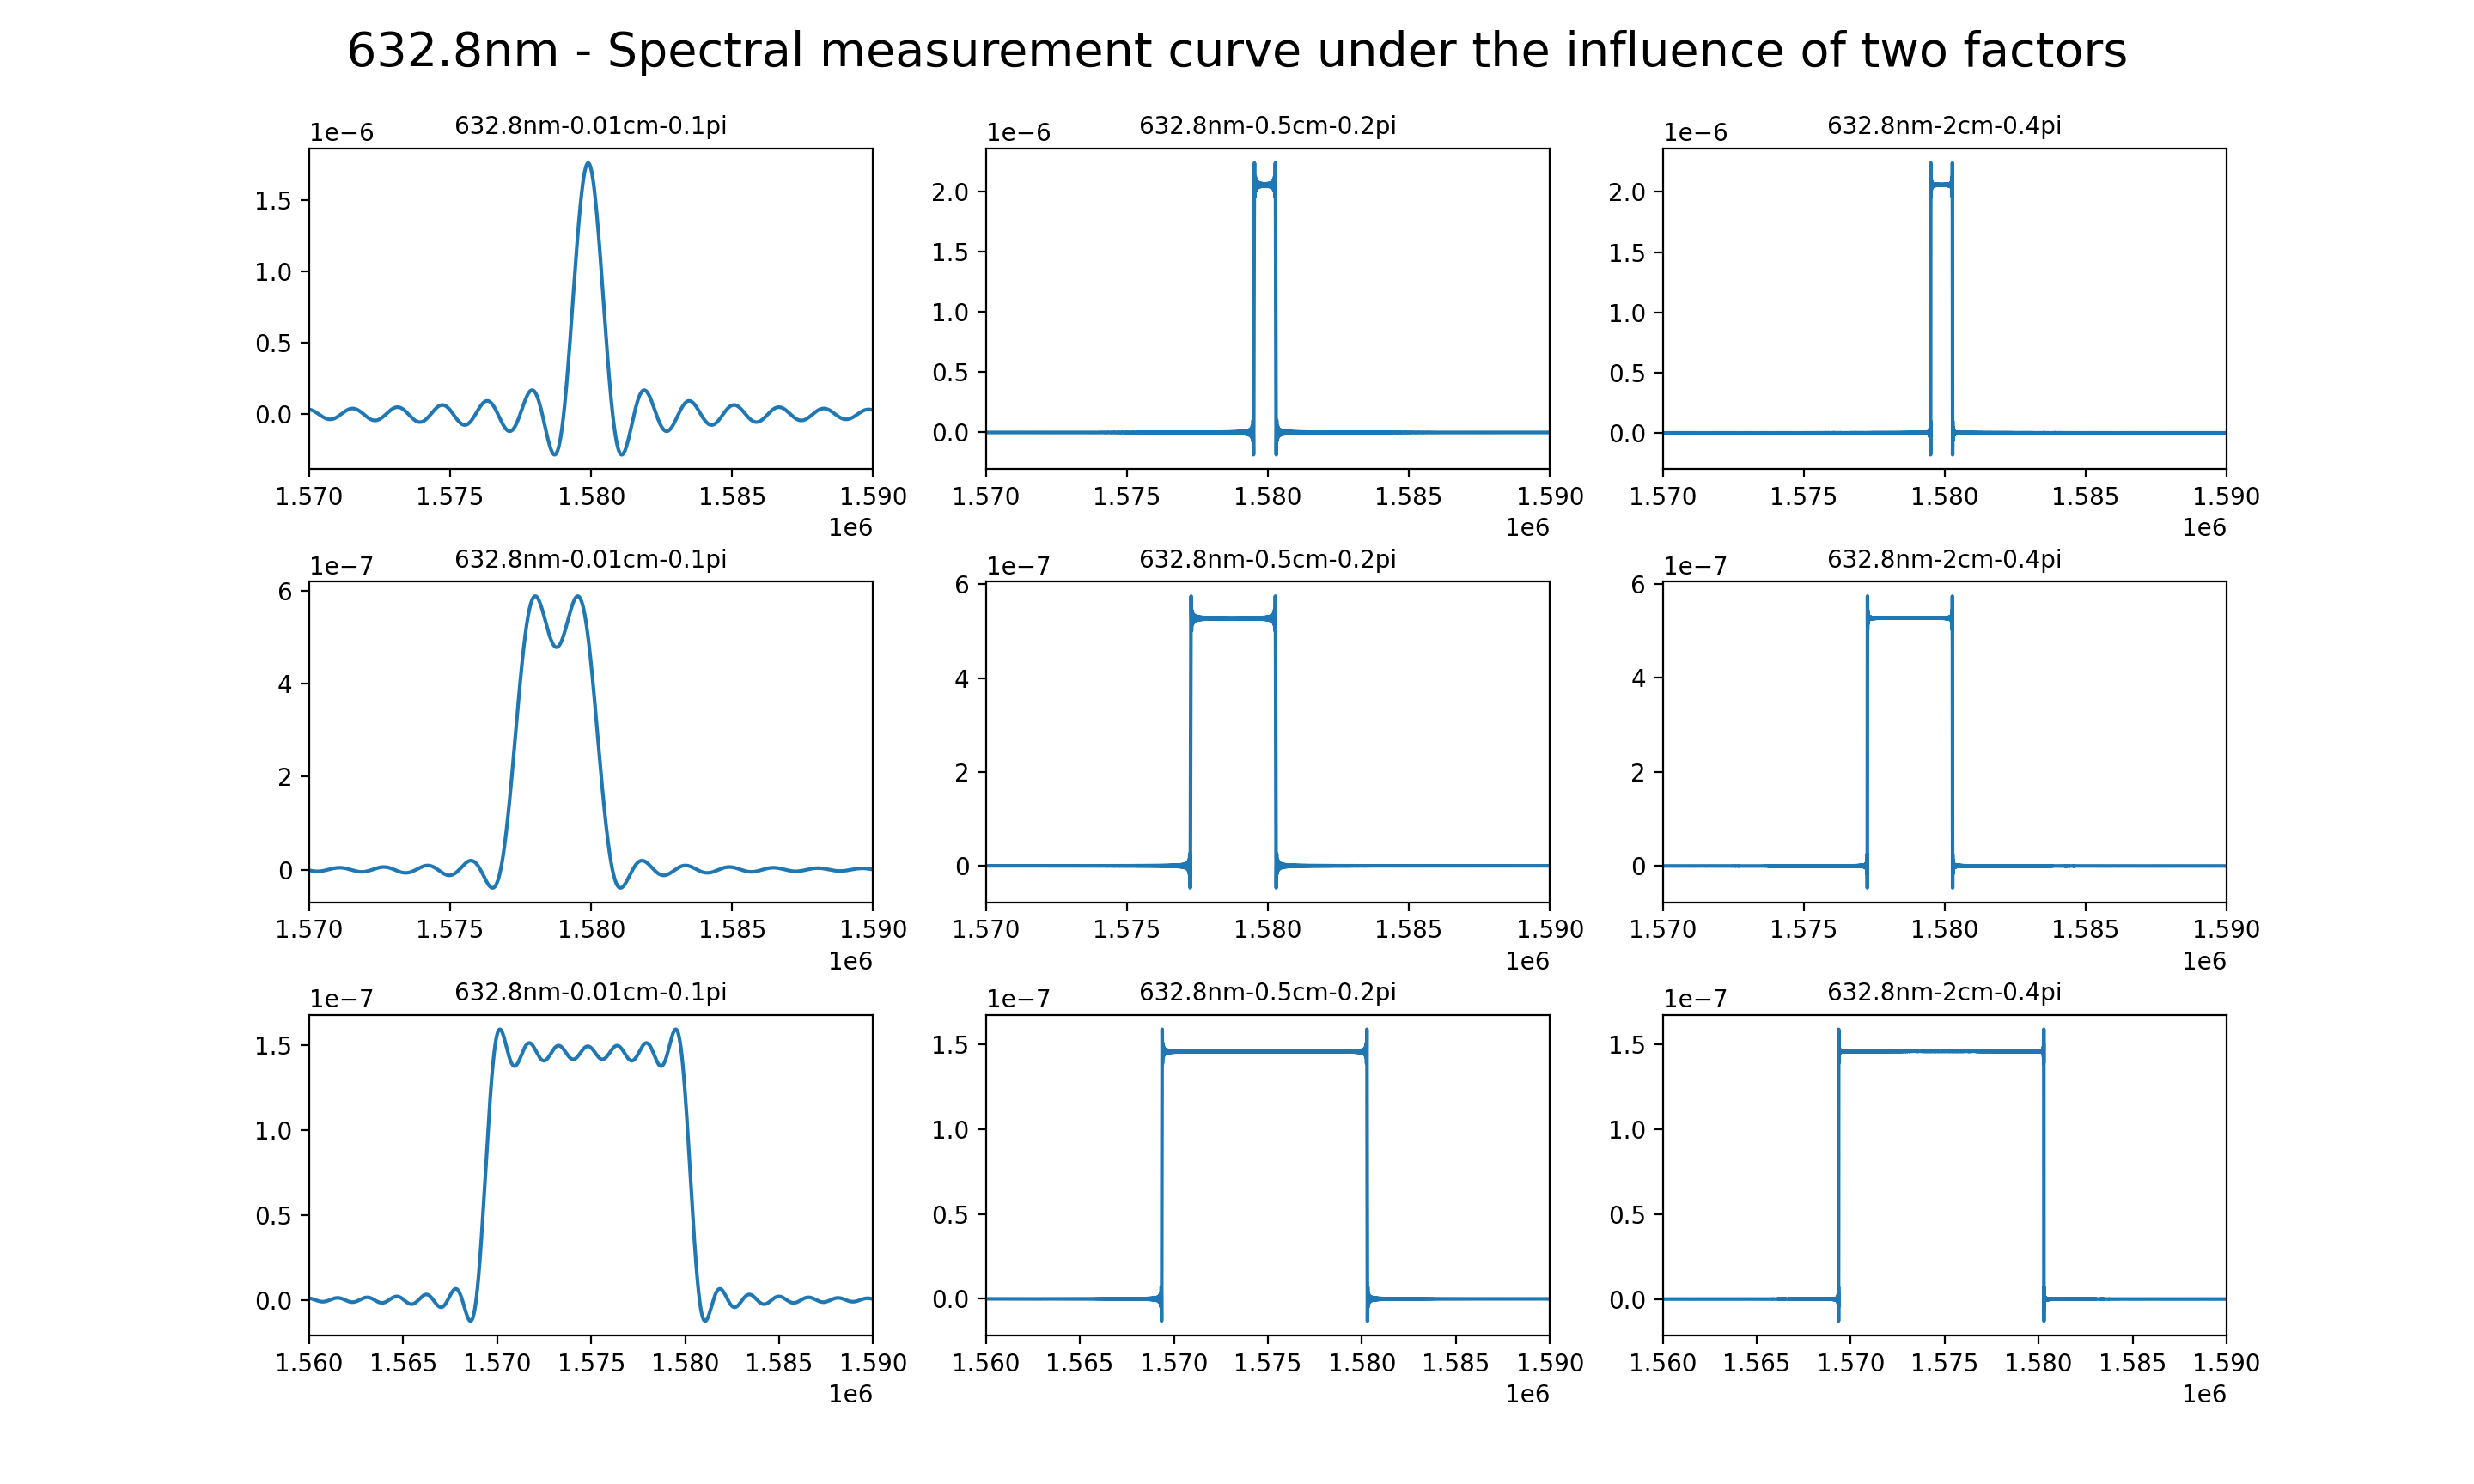 632.8nm - Spectral measurement curve under the influence of two factors
1e−6 632.8nm-0.01cm-0.1pi
1.5
1.0
0.5
0.0
1.570 1.575 1.580 1.585 1.590
1e6
1e−6 632.8nm-0.5cm-0.2pi
2.0
1.5
1.0
0.5
0.0
1.570 1.575 1.580 1.585 1.590
1e6
1e−6 632.8nm-2cm-0.4pi
2.0
1.5
1.0
0.5
0.0
1.570 1.575 1.580 1.585 1.590
1e6
1e−7 632.8nm-0.01cm-0.1pi
6
4
2
0
1.570 1.575 1.580 1.585 1.590
1e6
1e−7 632.8nm-0.5cm-0.2pi
6
4
2
0
1.570 1.575 1.580 1.585 1.590
1e6
1e−7 632.8nm-2cm-0.4pi
6
4
2
0
1.570 1.575 1.580 1.585 1.590
1e6
1e−7 632.8nm-0.01cm-0.1pi
1.5
1.0
0.5
0.0
1.560 1.565 1.570 1.575 1.580 1.585 1.590
1e6
1e−7 632.8nm-0.5cm-0.2pi
1.5
1.0
0.5
0.0
1.560 1.565 1.570 1.575 1.580 1.585 1.590
1e6
1e−7 632.8nm-2cm-0.4pi
1.5
1.0
0.5
0.0
1.560 1.565 1.570 1.575 1.580 1.585 1.590
1e6